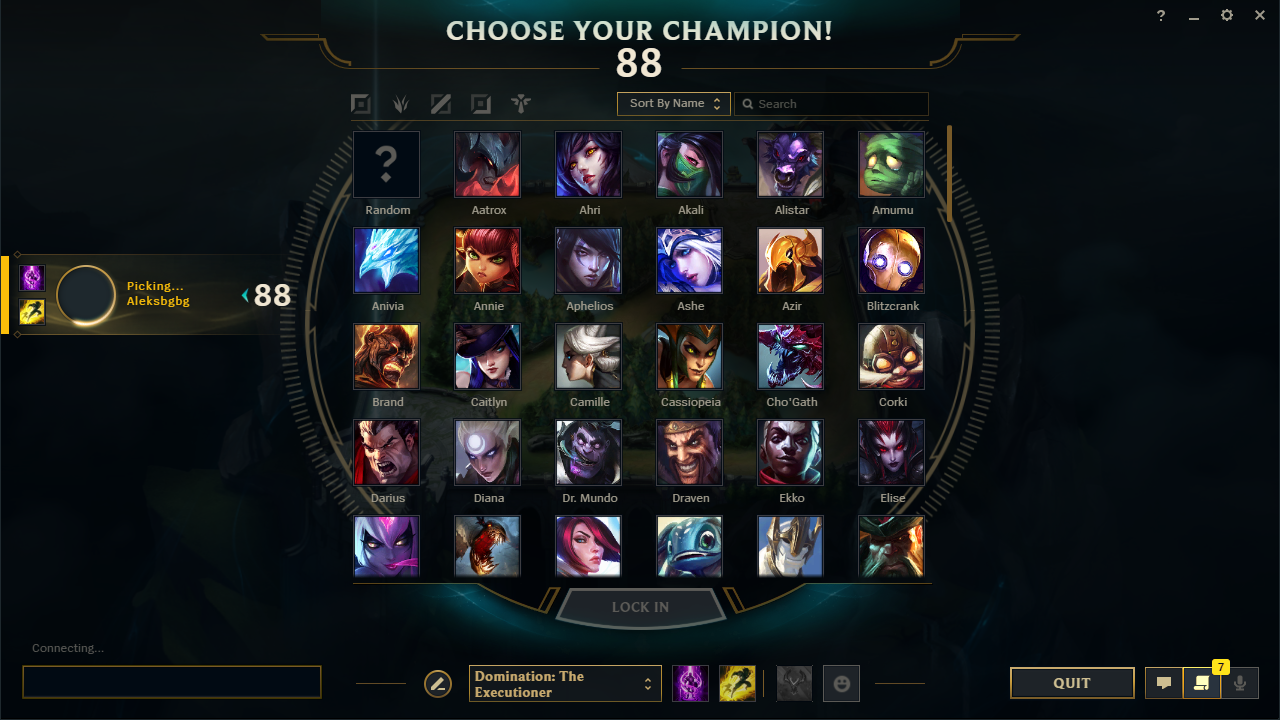 ?
CHOOSE YOUR CHAMPION!
88
Sort By Name
Search
?
Random
Aatrox
Ahri
Akali
Alistar
Amumu
Picking...
Aleksbgbg
88
Anivia
Annie
Aphelios
Ashe
Azir
Blitzcrank
Brand
Caitlyn
Camille
Cassiopeia
Cho'Gath
Corki
Darius
Diana
Dr. Mundo
Draven
Ekko
Elise
LOCK IN
Connecting...
Domination: The
Executioner
QUIT
7